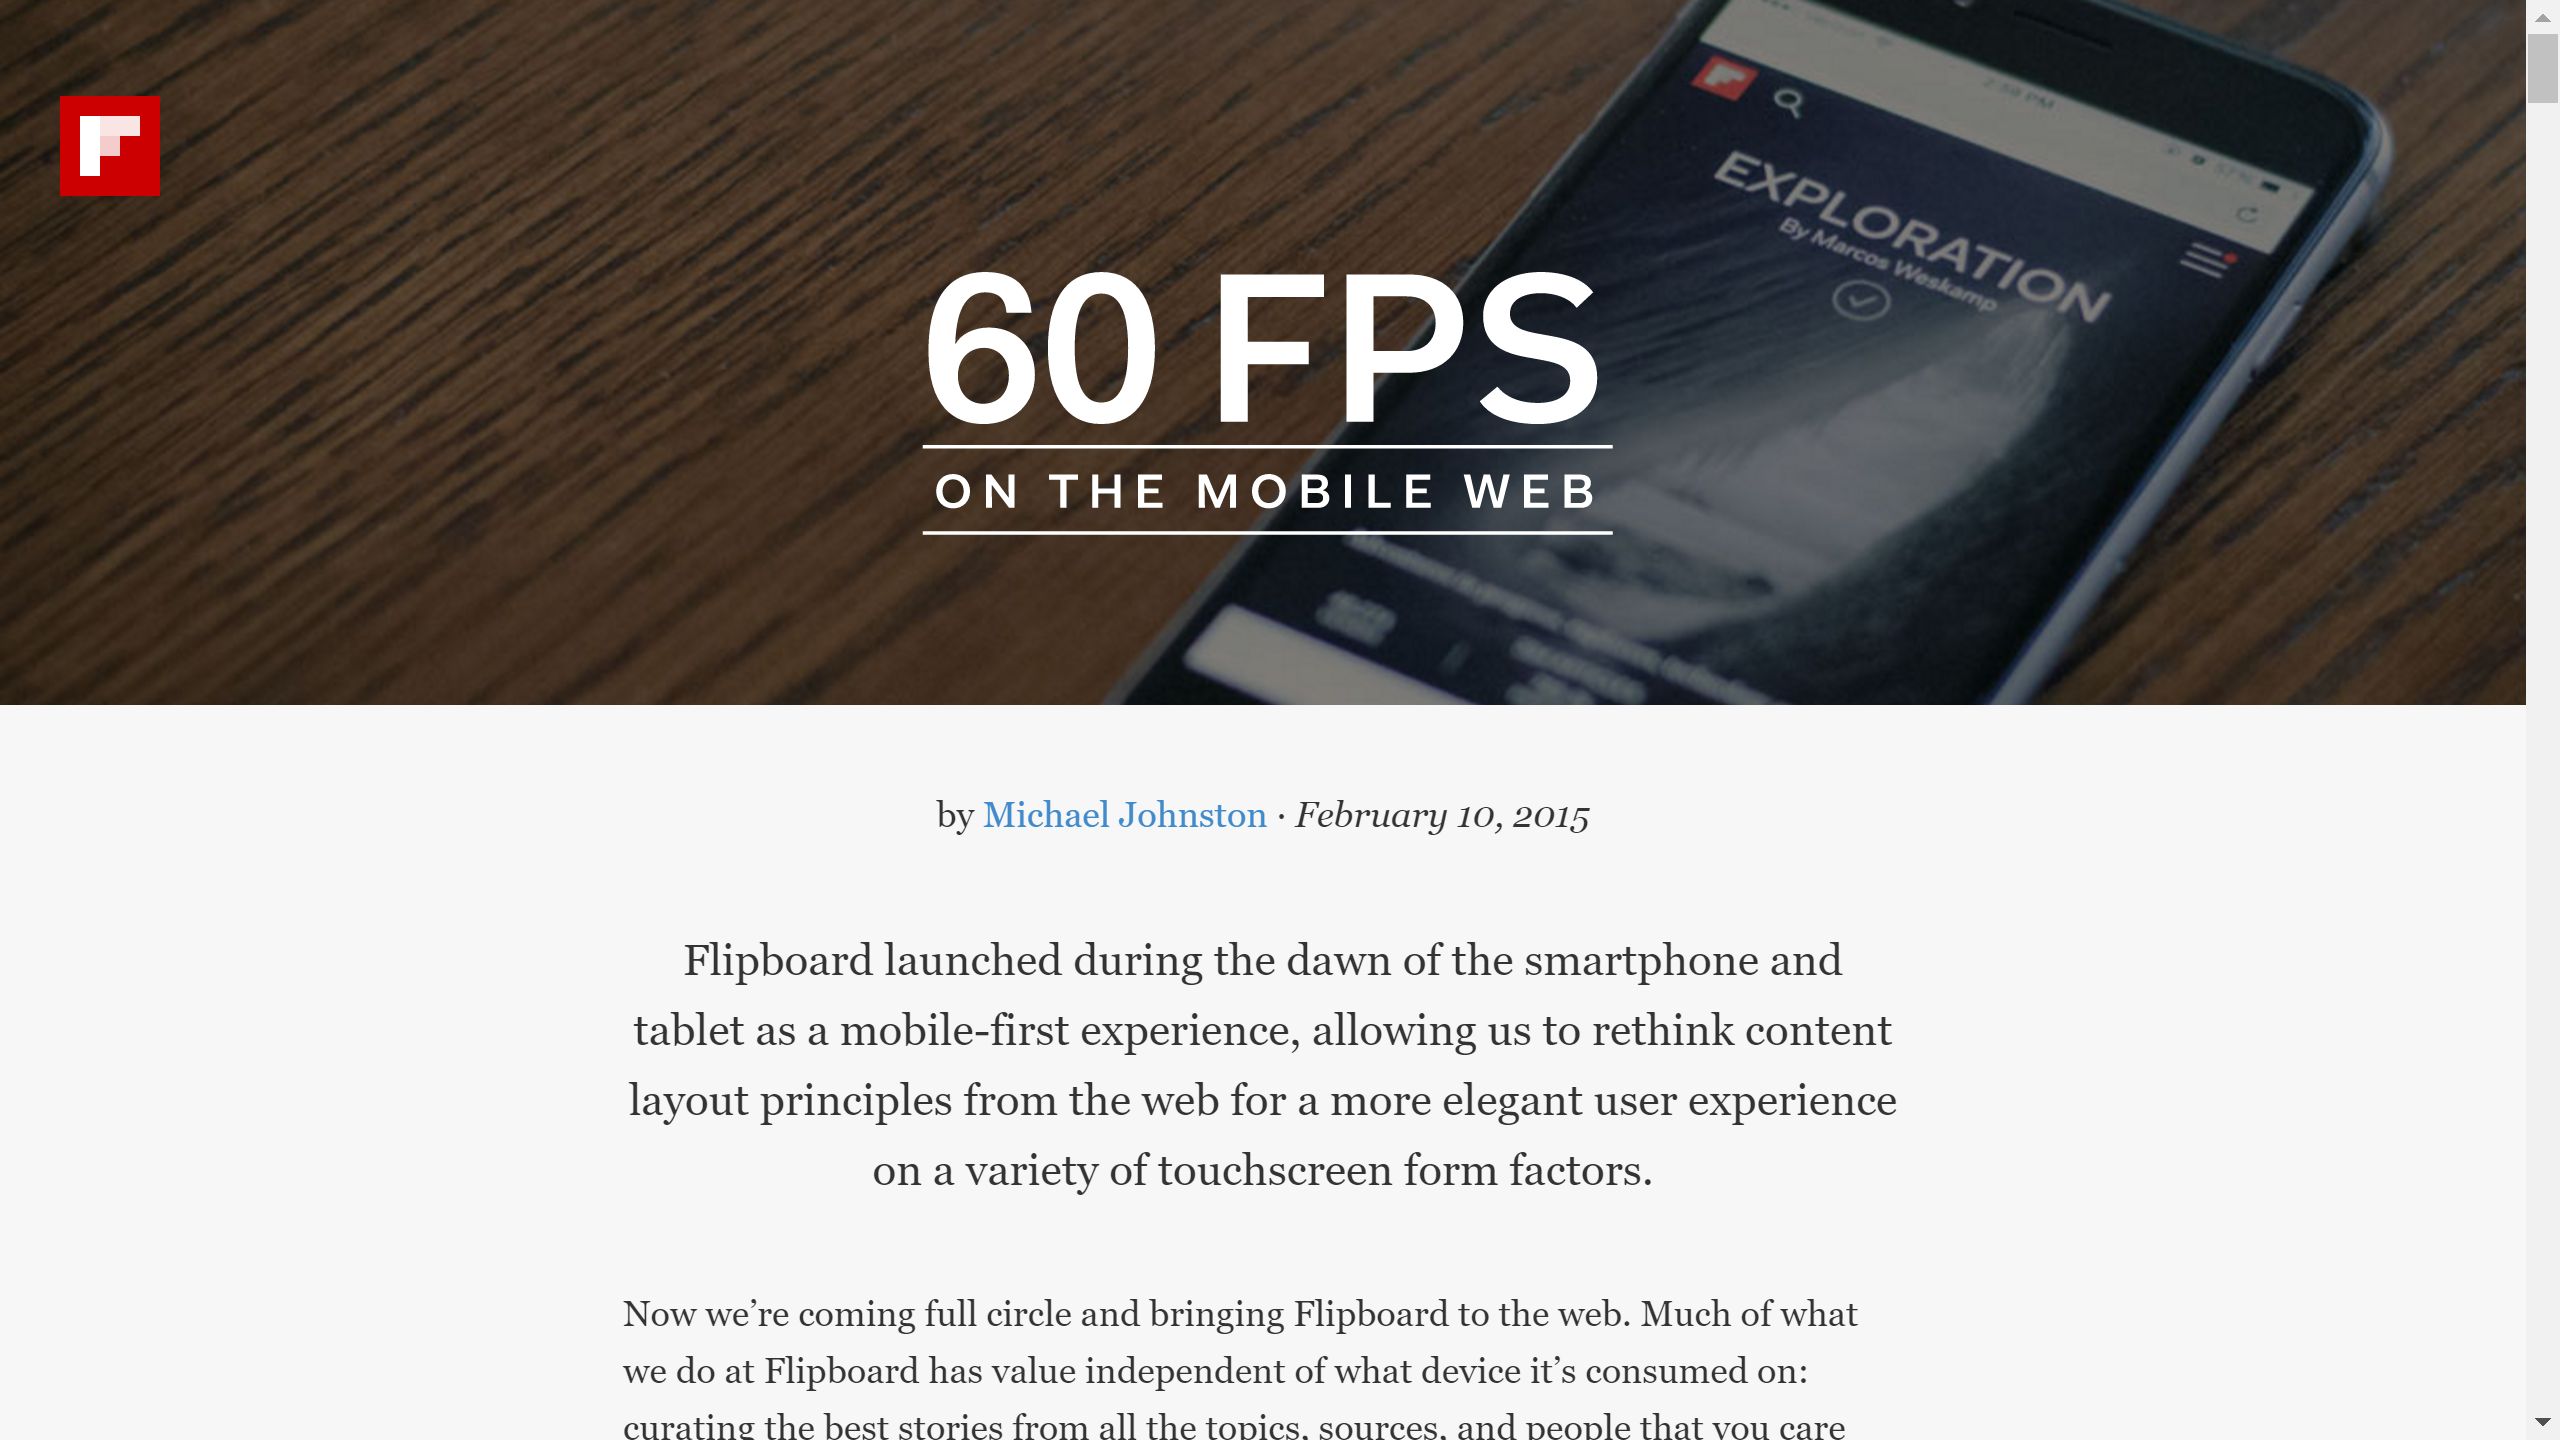 2:59 PM
57%
EXPLORATION
By Marcos Weskamp
60 FPS
ON THE MOBILE WEB
by Michael Johnston · February 10, 2015
Flipboard launched during the dawn of the smartphone and
tablet as a mobile-first experience, allowing us to rethink content
layout principles from the web for a more elegant user experience
on a variety of touchscreen form factors.
Now we’re coming full circle and bringing Flipboard to the web. Much of what
we do at Flipboard has value independent of what device it’s consumed on:
curating the best stories from all the topics, sources, and people that you care